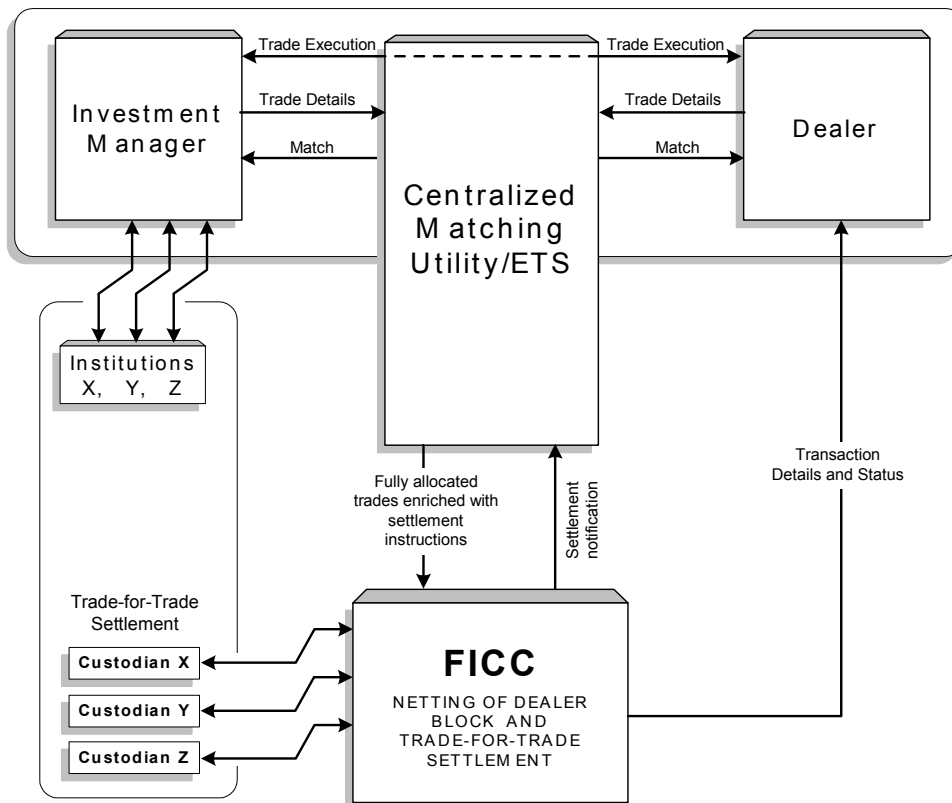 Trade Execution
Trade Execution
Investment
Manager
Trade Details
Trade Details
Dealer
Match
Match
Centralized
Matching
Utility/ETS
Institutions
X, Y, Z
Fully allocated
trades enriched with
settlement
instructions
Settlement
notification
Transaction
Details and Status
Trade-for-Trade
Settlement
Custodian X
Custodian Y
Custodian Z
FICC
NETTING OF DEALER
BLOCK AND
TRADE-FOR-TRADE
SETTLEMENT